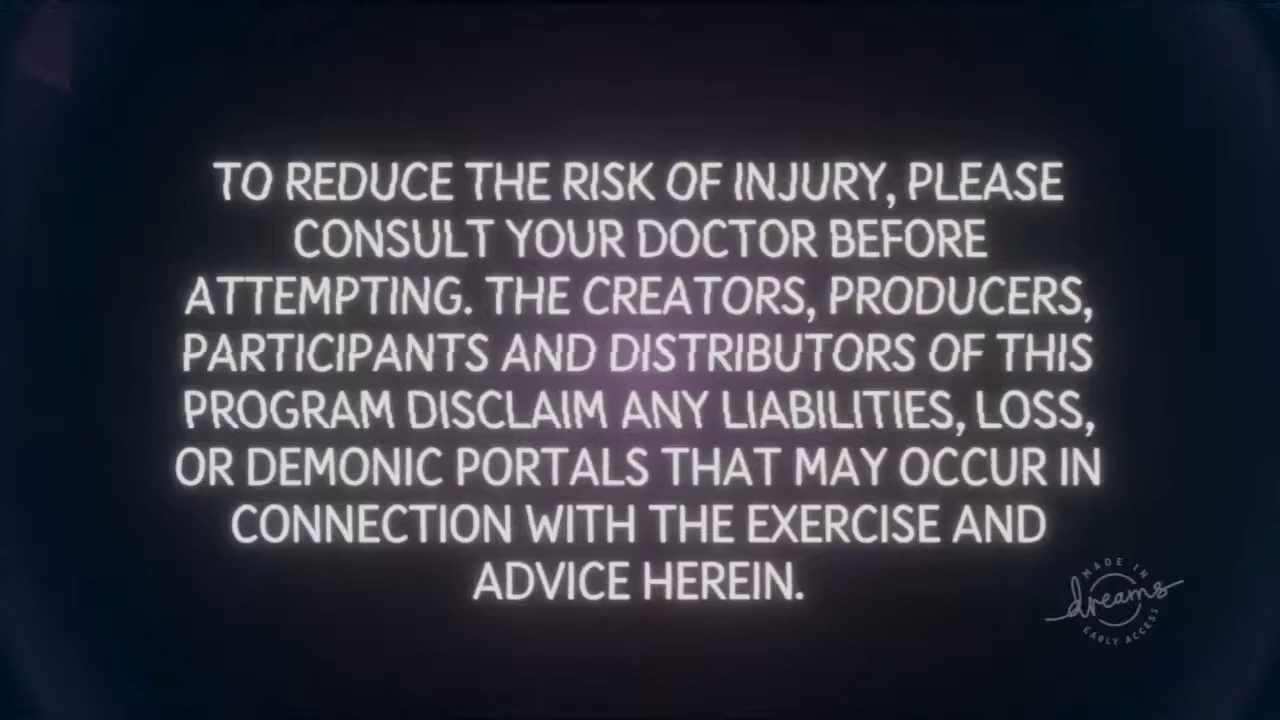 TO REDUCE THE RISK OF INJURY, PLEASE
CONSULT YOUR DOCTOR BEFORE
ATTEMPTING. THE CREATORS, PRODUCERS,
PARTICIPANTS AND DISTRIBUTORS OF THIS
PROGRAM DISCLAIM ANY LIABILITIES, LOSS,
OR DEMONIC PORTALS THAT MAY OCCUR IN
CONNECTION WITH THE EXERCISE AND
ADVICE HEREIN.
MADE IN
dreams
EARLY ACCESS